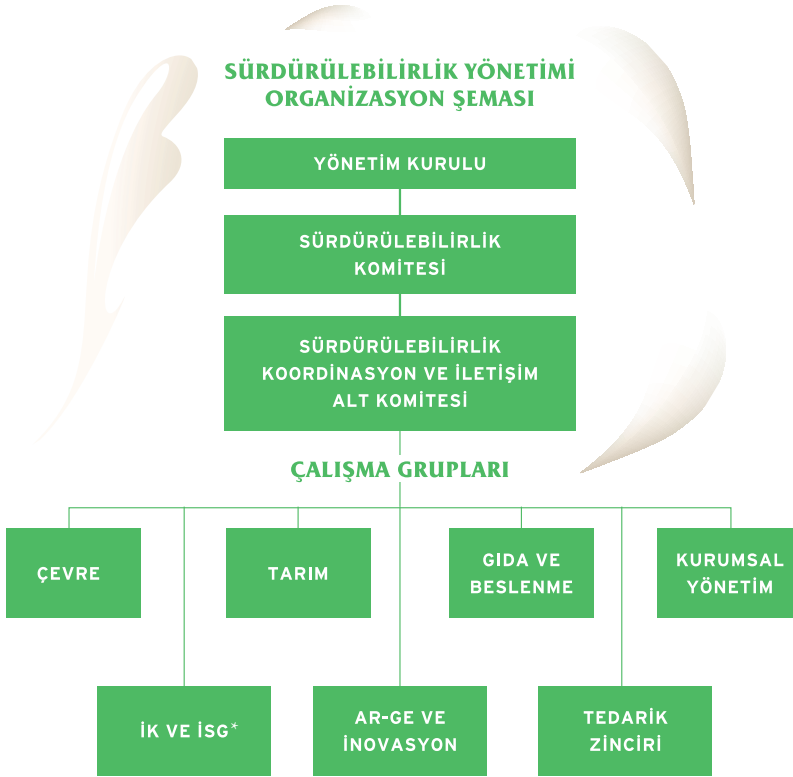 SÜRDÜRÜLEBİLİRLİK YÖNETİMİ
ORGANİZASYON ŞEMASI
YÖNETİM KURULU
SÜRDÜRÜLEBİLİRLİK
KOMİTESİ
SÜRDÜRÜLEBİLİRLİK
KOORDİNASYON VE İLETİŞİM
ALT KOMİTESİ
ÇALIŞMA GRUPLARI
ÇEVRE
TARIM
GIDA VE
BESLENME
KURUMSAL
YÖNETİM
İK VE İSG*
AR-GE VE
İNOVASYON
TEDARİK
ZİNCİRİ